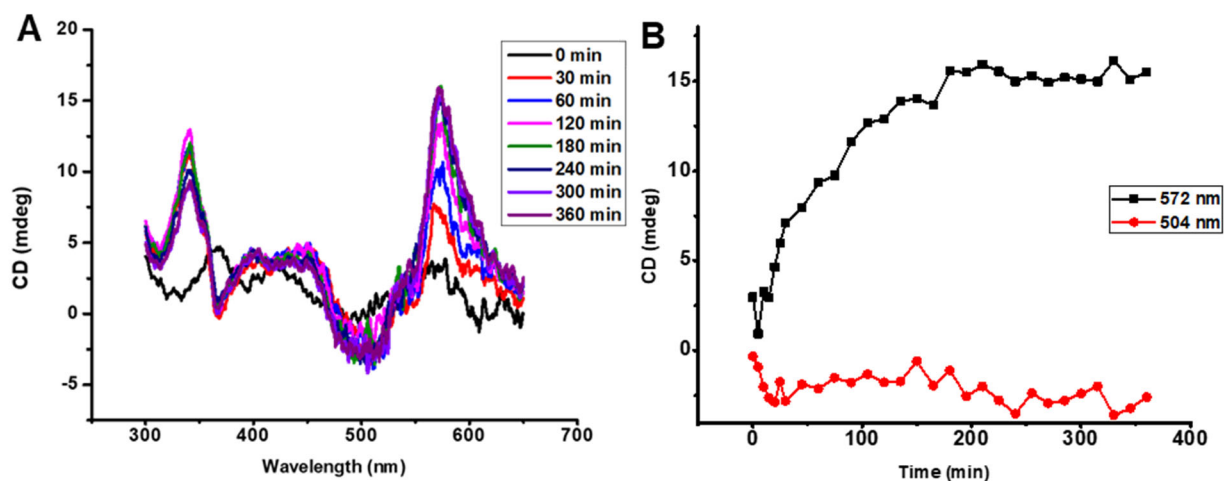 A
CD (mdeg)
20
15
10
5
0
-5
300
400
500
600
700
Wavelength (nm)
0 min
30 min
60 min
120 min
180 min
240 min
300 min
360 min
B
CD (mdeg)
15
10
5
0
0
100
200
300
400
Time (min)
572 nm
504 nm